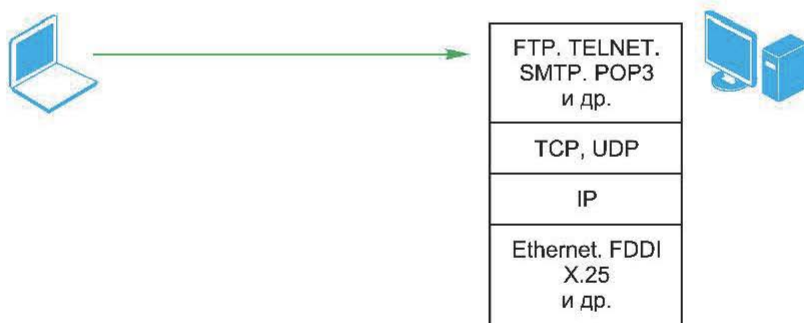 FTP. TELNET.
SMTP. POP3
и др.
TCP, UDP
IP
Ethernet. FDDI
X.25
и др.